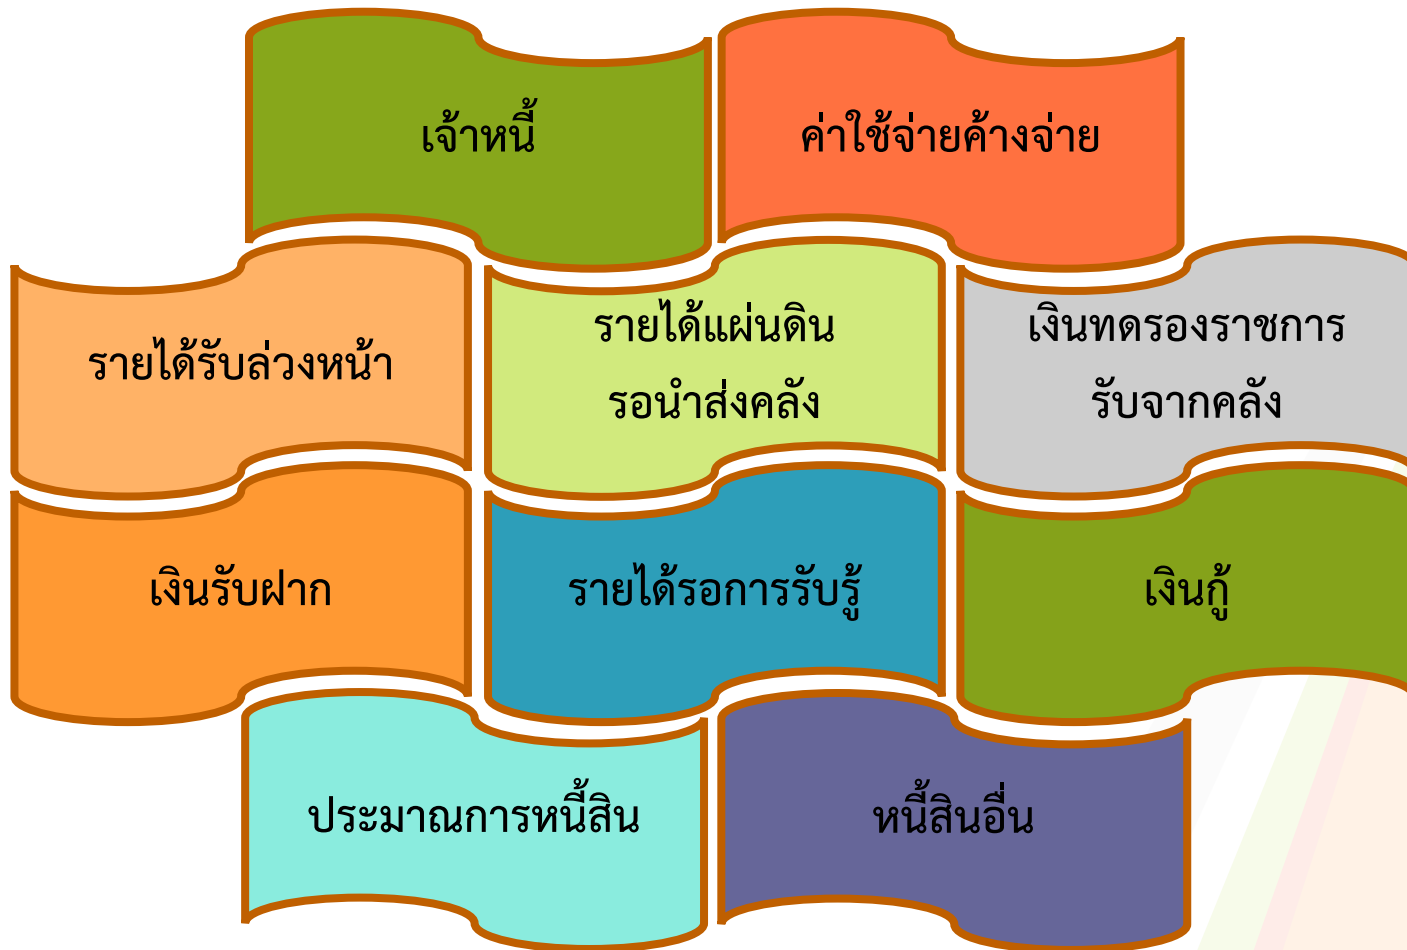 เจ้าหนี้
ค่าใช้จ่ายค้างจ่าย
รายได้รับล่วงหน้า
รายได้แผ่นดิน
รอนำส่งคลัง
เงินทดรองราชการ
รับจากคลัง
เงินรับฝาก
รายได้รอการรับรู้
เงินกู้
ประมาณการหนี้สิน
หนี้สินอื่น